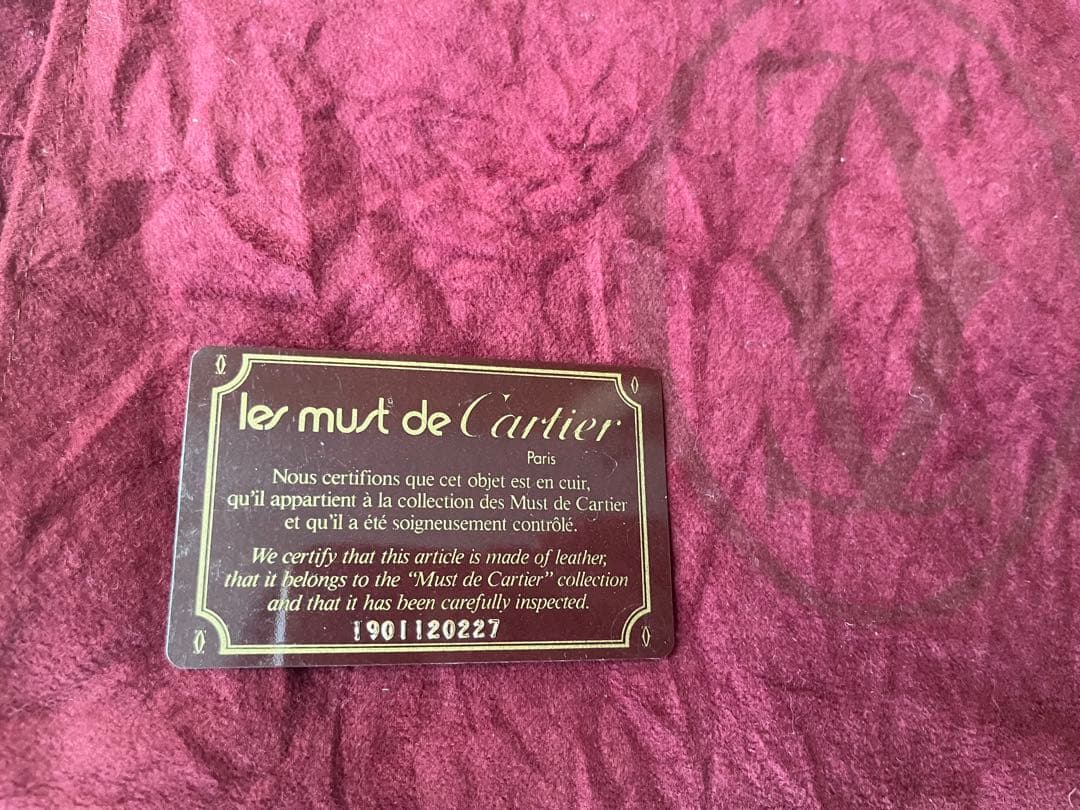 les must de Cartier
Paris
Nous certifions que cet objet est en cuir,
qu'il appartient à la collection des Must de Cartier
et qu'il a été soigneusement contrôlé.
We certify that this article is made of leather,
that it belongs to the “Must de Cartier” collection
and that it has been carefully inspected.
1901120227